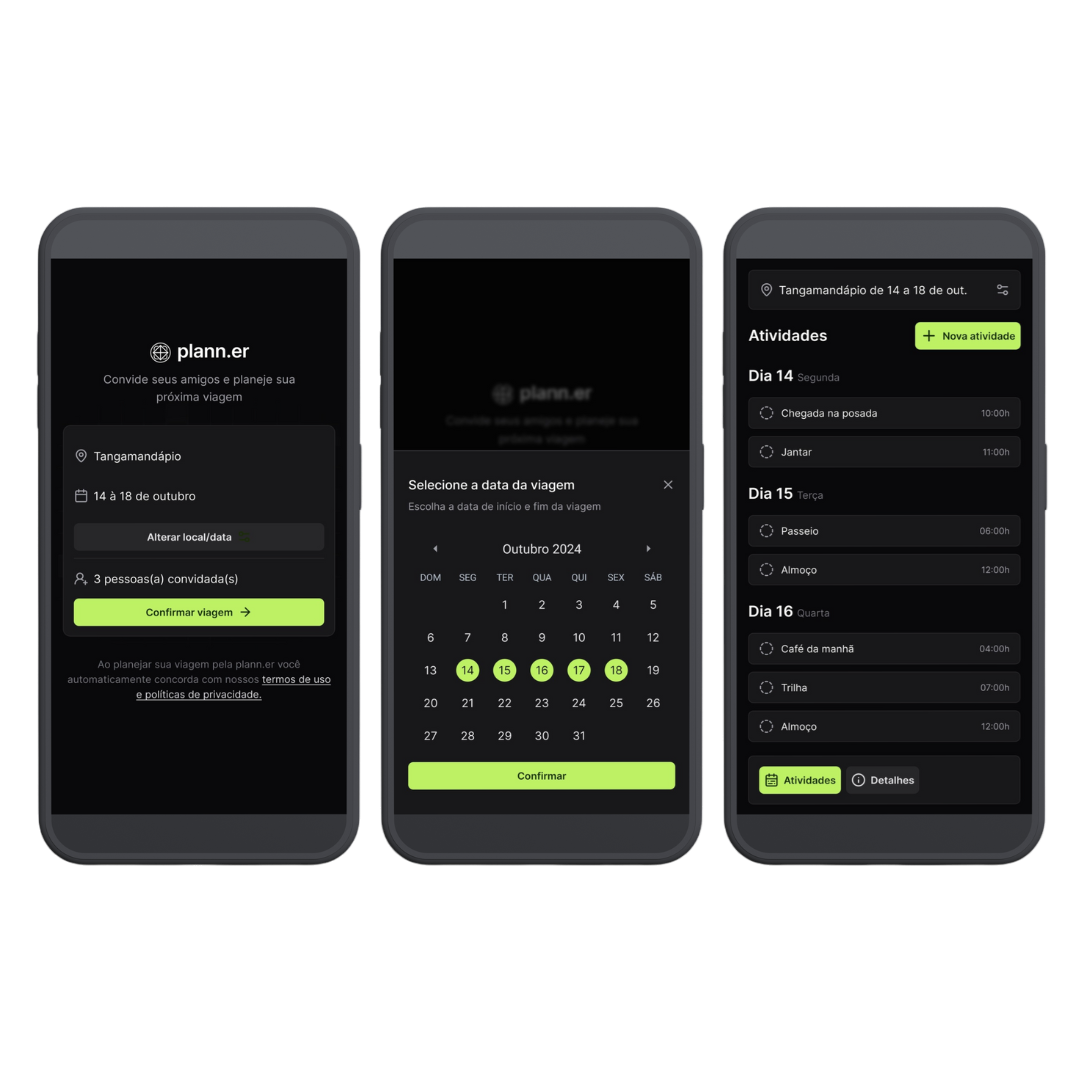 plann.er
Convide seus amigos e planeje sua
próxima viagem
Tangamandápio
14 à 18 de outubro
Alterar local/data
3 pessoas(a) convidada(s)
Confirmar viagem
Ao planejar sua viagem pela plann.er você
automaticamente concorda com nossos termos de uso
e políticas de privacidade.
plann.er
Convide seus amigos e planeje sua
próxima viagem
Selecione a data da viagem
Escolha a data de início e fim da viagem
Outubro 2024
DOM SEG TER QUA QUI SEX SÁB
1 2 3 4 5
6 7 8 9 10 11 12
13 14 15 16 17 18 19
20 21 22 23 24 25 26
27 28 29 30 31
Confirmar
Tangamandápio de 14 a 18 de out.
Atividades
Nova atividade
Dia 14 Segunda
Chegada na posada 10:00h
Jantar 11:00h
Dia 15 Terça
Passeio 06:00h
Almoço 12:00h
Dia 16 Quarta
Café da manhã 04:00h
Trilha 07:00h
Almoço 12:00h
Atividades Detalhes